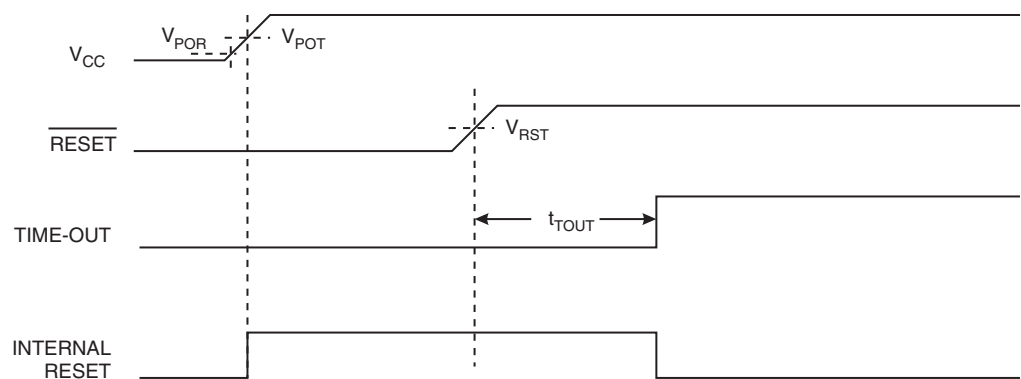 V_POR
V_POT
V_CC
RESET
V_RST
t_TOUT
TIME-OUT
INTERNAL
RESET